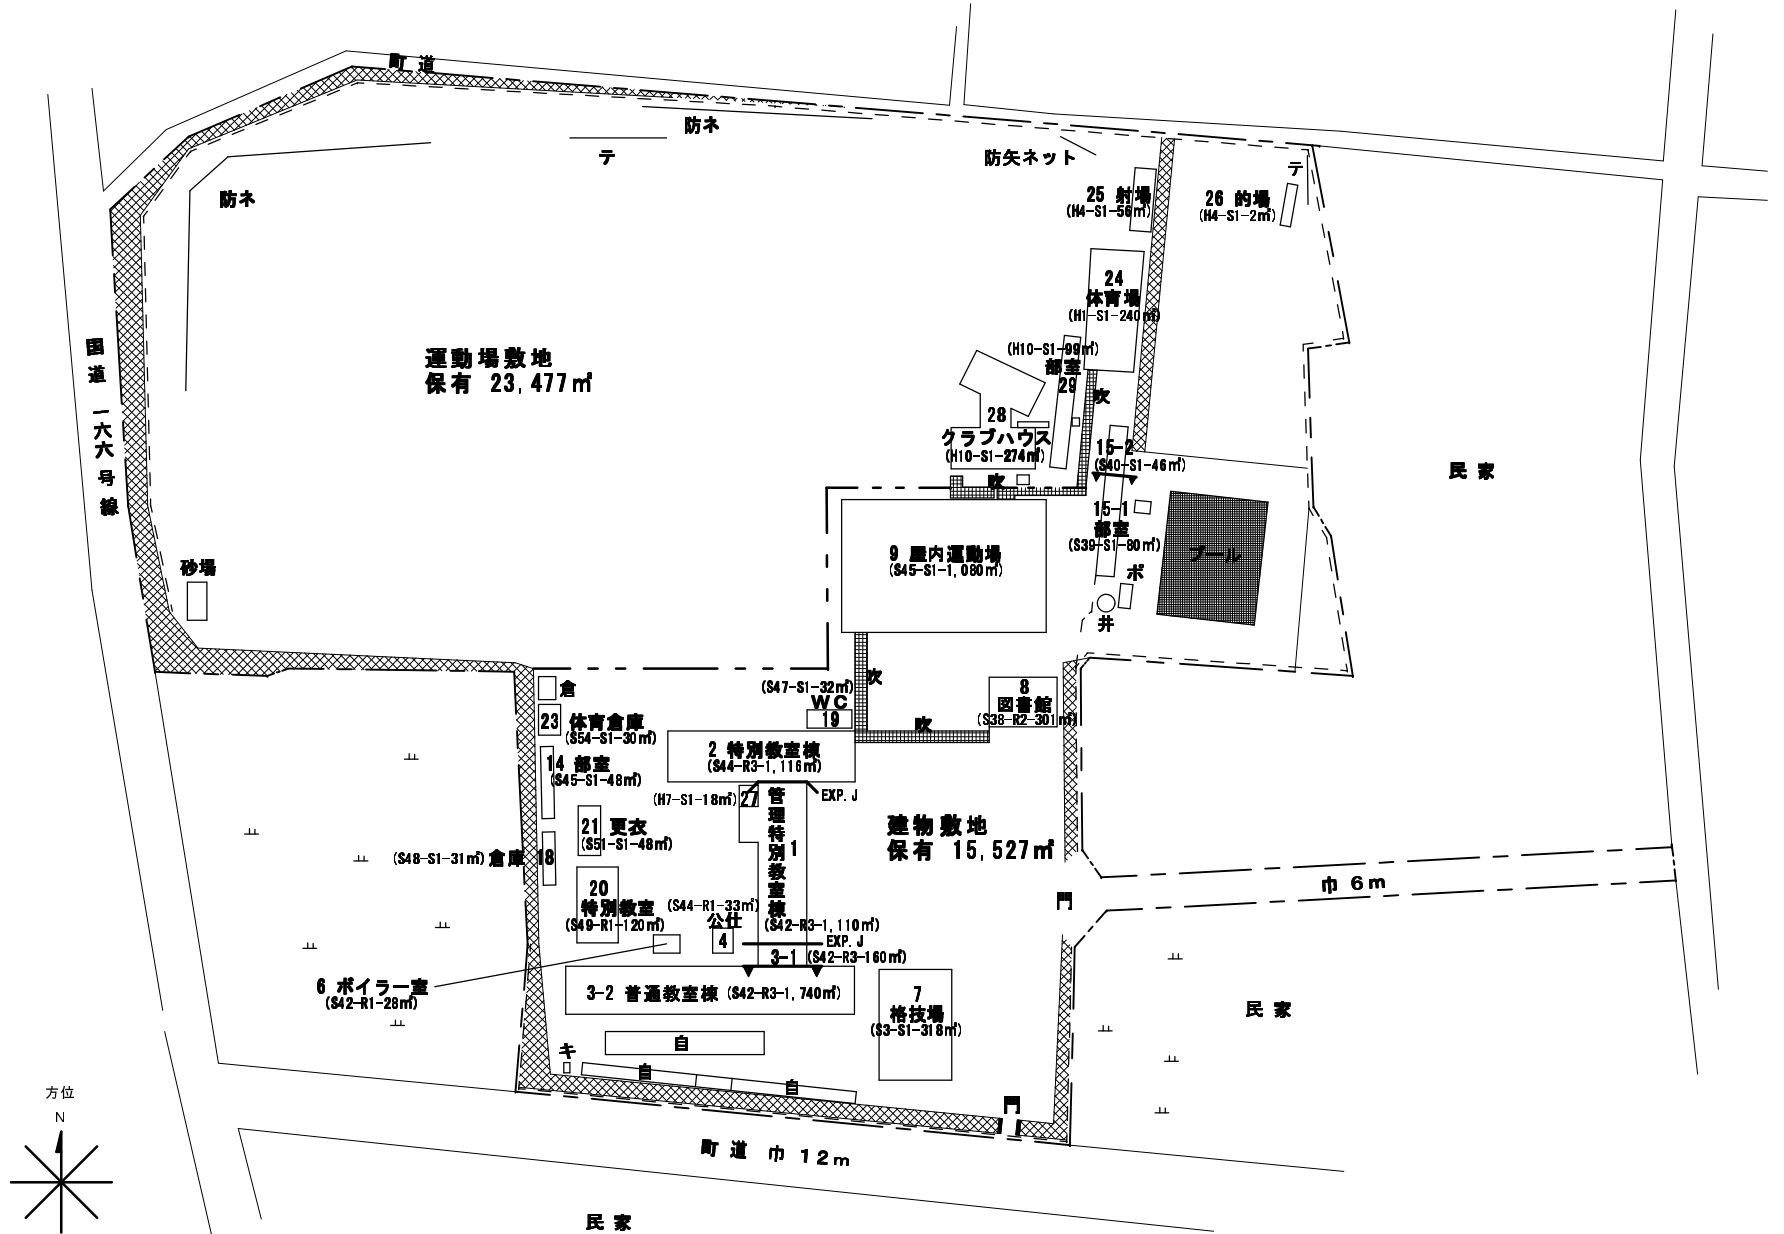 町道
防ネ
テ
防矢ネット
防ネ
テ
25 射場
(H4-S1-56㎡)
26 的場
(H4-S1-2㎡)
24
体育場
(H1-S1-240㎡)
国道一六六号線
運動場敷地
保有 23,477㎡
(H10-S1-99㎡)
部室
29
吹
28
クラブハウス
(H10-S1-274㎡)
吹
15-2
(S40-S1-46㎡)
民家
15-1
部室
(S39-S1-80㎡)
プール
9 屋内運動場
(S45-S1-1,080㎡)
砂場
ポ
井
倉
(S47-S1-32㎡)
WC
19
吹
8
図書館
(S38-R2-301㎡)
23 体育倉庫
(S54-S1-30㎡)
吹
2 特別教室棟
(S44-R3-1,116㎡)
14 部室
(S45-S1-48㎡)
(H7-S1-18㎡) 27
EXP.J
管理特別教室棟
1
21 更衣
(S51-S1-48㎡)
建物敷地
保有 15,527㎡
(S48-S1-31㎡) 倉庫 18
巾 6m
20
特別教室
(S49-R1-120㎡)
(S44-R1-33㎡)
公仕
4
(S42-R3-1,110㎡)
門
EXP.J
3-1 (S42-R3-160㎡)
6 ボイラー室
(S42-R1-28㎡)
3-2 普通教室棟 (S42-R3-1,740㎡)
7
格技場
(S3-S1-318㎡)
民家
自
キ
自
自
門
方位
N
町道 巾 12m
民家